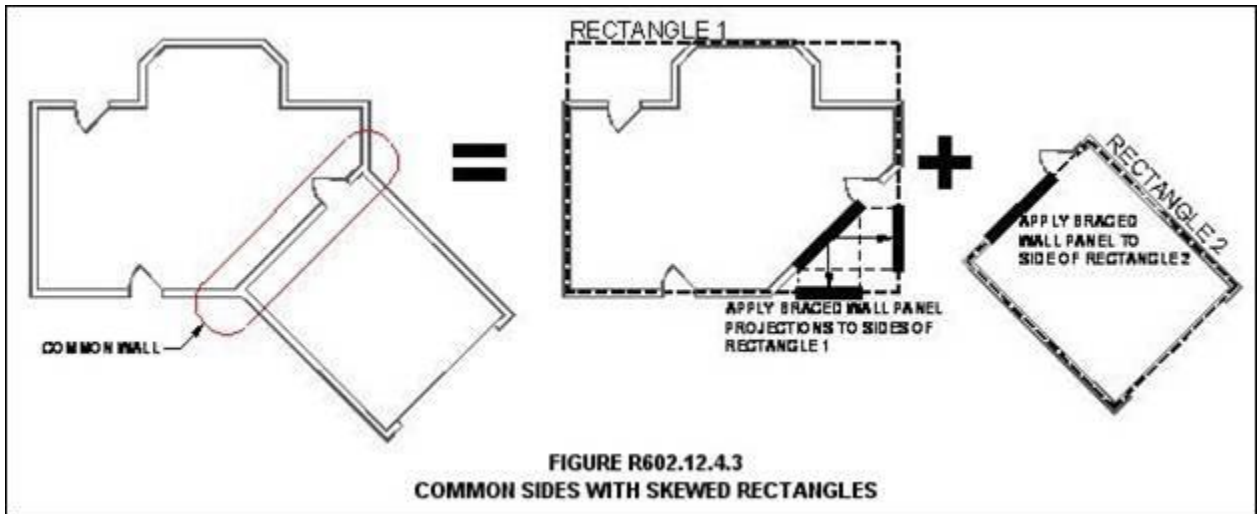 RECTANGLE 1
COMMON WALL
APPLY BRACED WALL PANEL
PROJECTIONS TO SIDES OF
RECTANGLE 1
RECTANGLE 2
APPLY BRACED
WALL PANEL TO
SIDE OF RECTANGLE 2
FIGURE R602.12.4.3
COMMON SIDES WITH SKEWED RECTANGLES